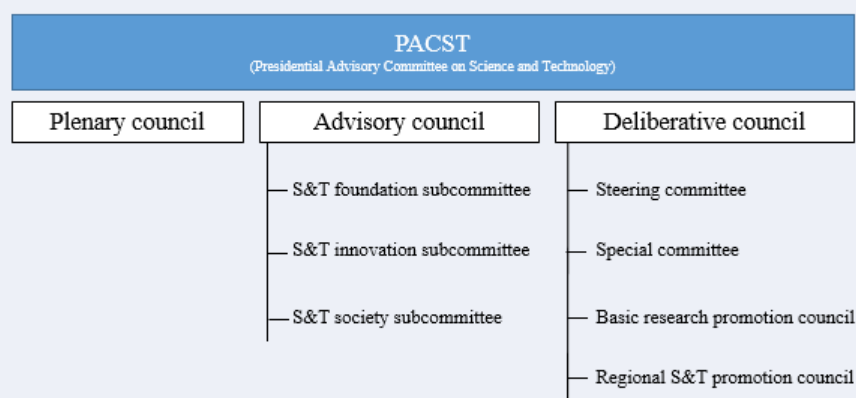 PACST
(Presidential Advisory Committee on Science and Technology)
Plenary council
Advisory council
S&T foundation subcommittee
S&T innovation subcommittee
S&T society subcommittee
Deliberative council
Steering committee
Special committee
Basic research promotion council
Regional S&T promotion council